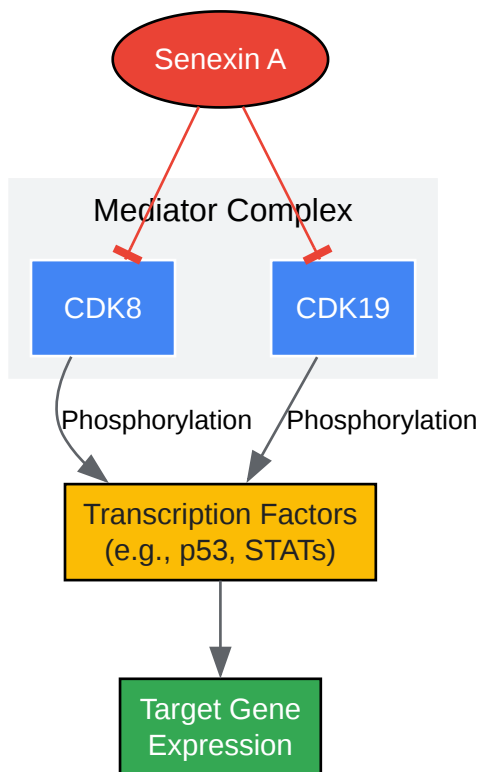 Senexin A
Mediator Complex
CDK8
CDK19
Phosphorylation
Phosphorylation
Transcription Factors
(e.g., p53, STATs)
Target Gene
Expression